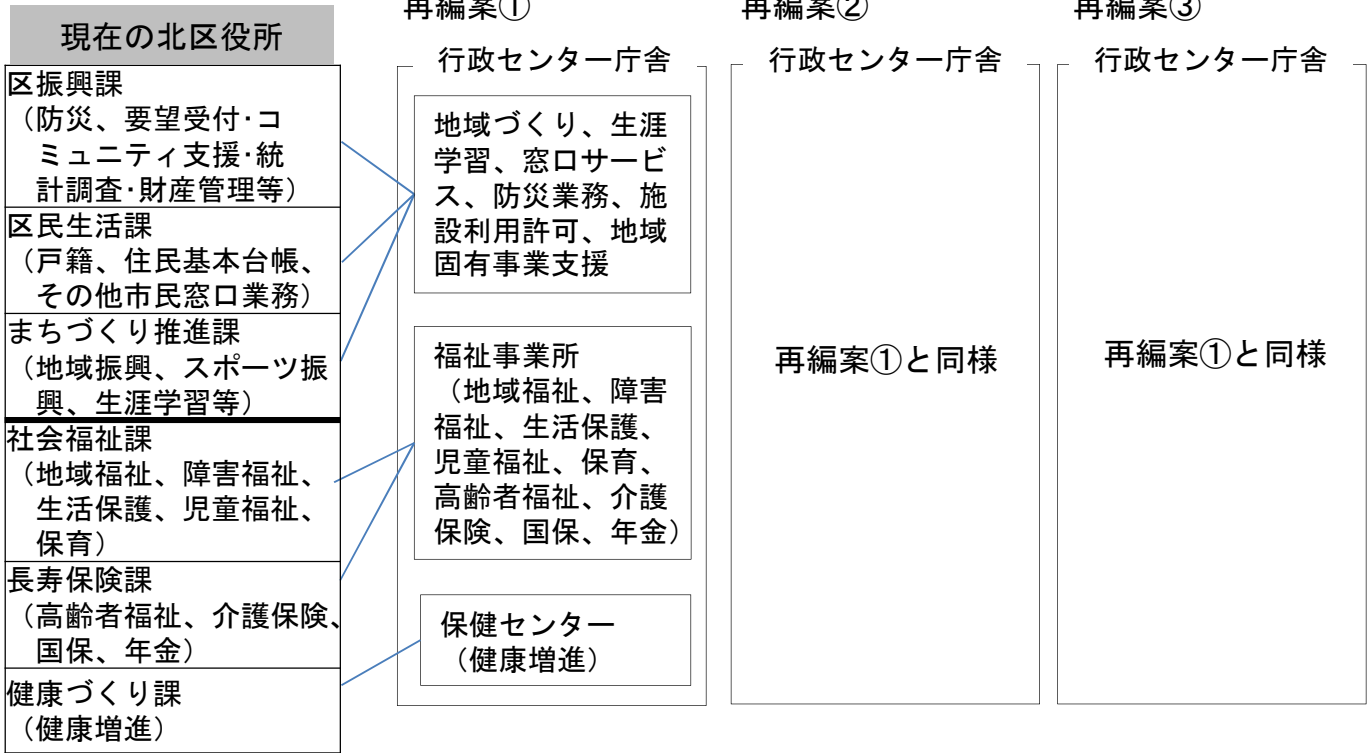 再編案①
再編案②
再編案③
現在の北区役所
区振興課
（防災、要望受付･コ
ミュニティ支援･統
計調査･財産管理等）
区民生活課
（戸籍、住民基本台帳、
その他市民窓口業務）
まちづくり推進課
（地域振興、スポーツ振
興、生涯学習等）
社会福祉課
（地域福祉、障害福祉、
生活保護、児童福祉、
保育）
長寿保険課
（高齢者福祉、介護保険、
国保、年金）
健康づくり課
（健康増進）
行政センター庁舎
地域づくり、生涯
学習、窓口サービ
ス、防災業務、施
設利用許可、地域
固有事業支援
福祉事業所
（地域福祉、障害
福祉、生活保護、
児童福祉、保育、
高齢者福祉、介護
保険、国保、年金）
保健センター
（健康増進）
行政センター庁舎
再編案①と同様
行政センター庁舎
再編案①と同様